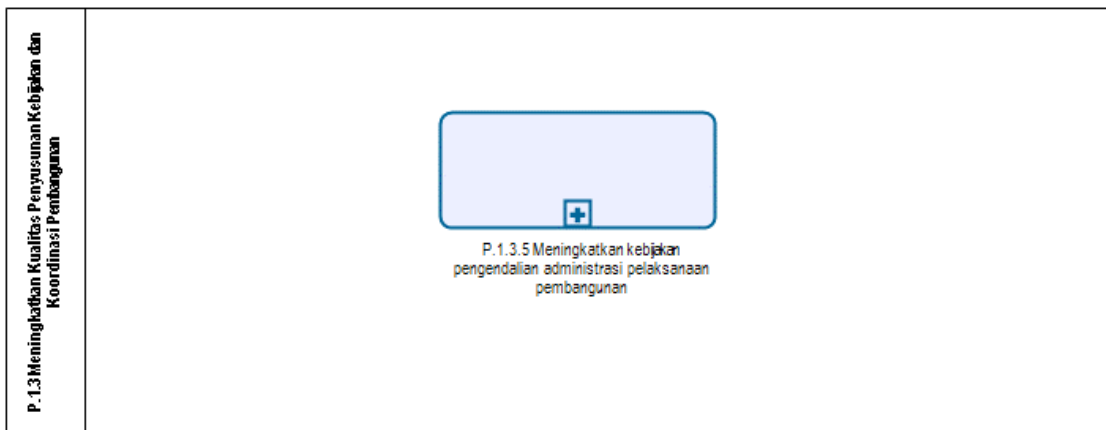 P.1.3 Meningkatkan Kualitas Penyusunan Kebijakan dan
Koordinasi Pembangunan
P.1.3.5 Meningkatkan kebijakan
pengendalian administrasi pelaksanaan
pembangunan